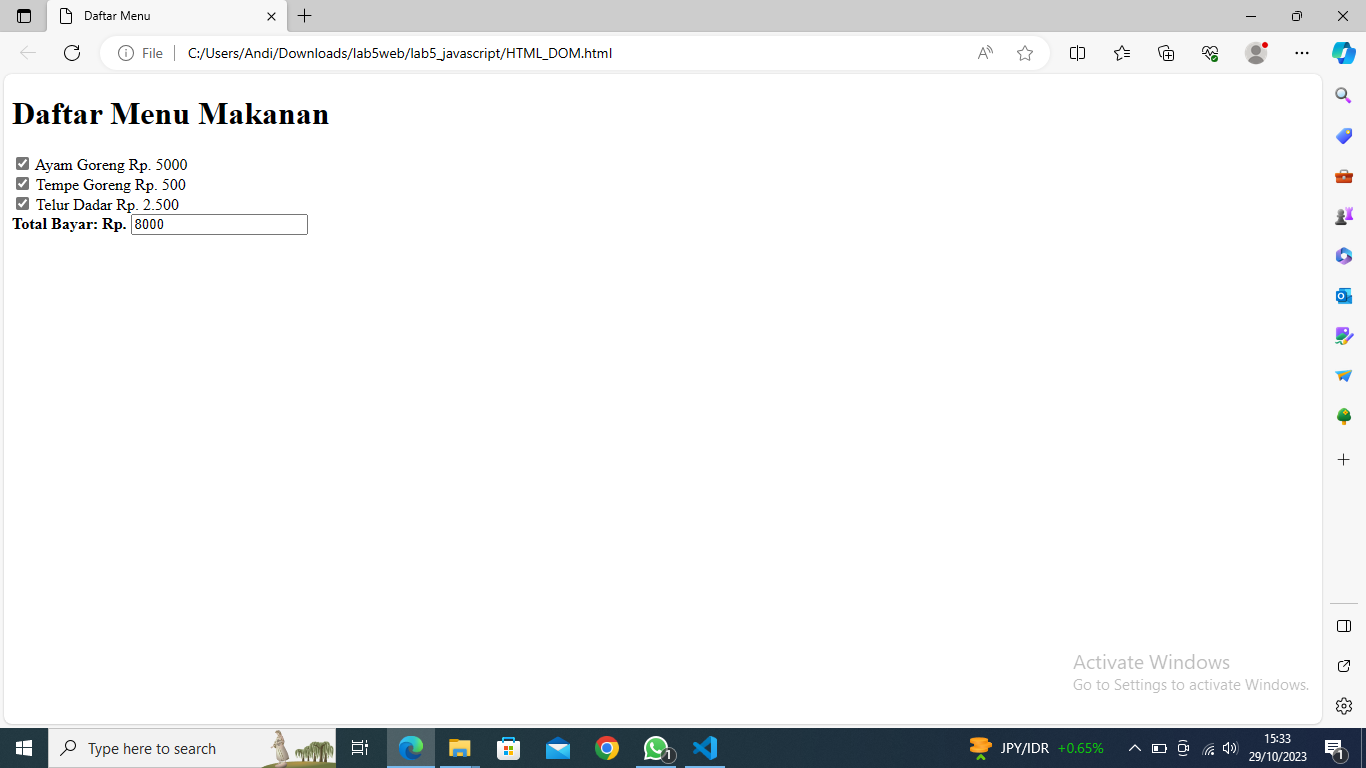 Daftar Menu
File
C:/Users/Andi/Downloads/lab5web/lab5_javascript/HTML_DOM.html
Daftar Menu Makanan
Ayam Goreng Rp. 5000
Tempe Goreng Rp. 500
Telur Dadar Rp. 2.500
Total Bayar: Rp. 8000
Activate Windows
Go to Settings to activate Windows.
Type here to search
1
JPY/IDR +0.65%
15:33
29/10/2023
1